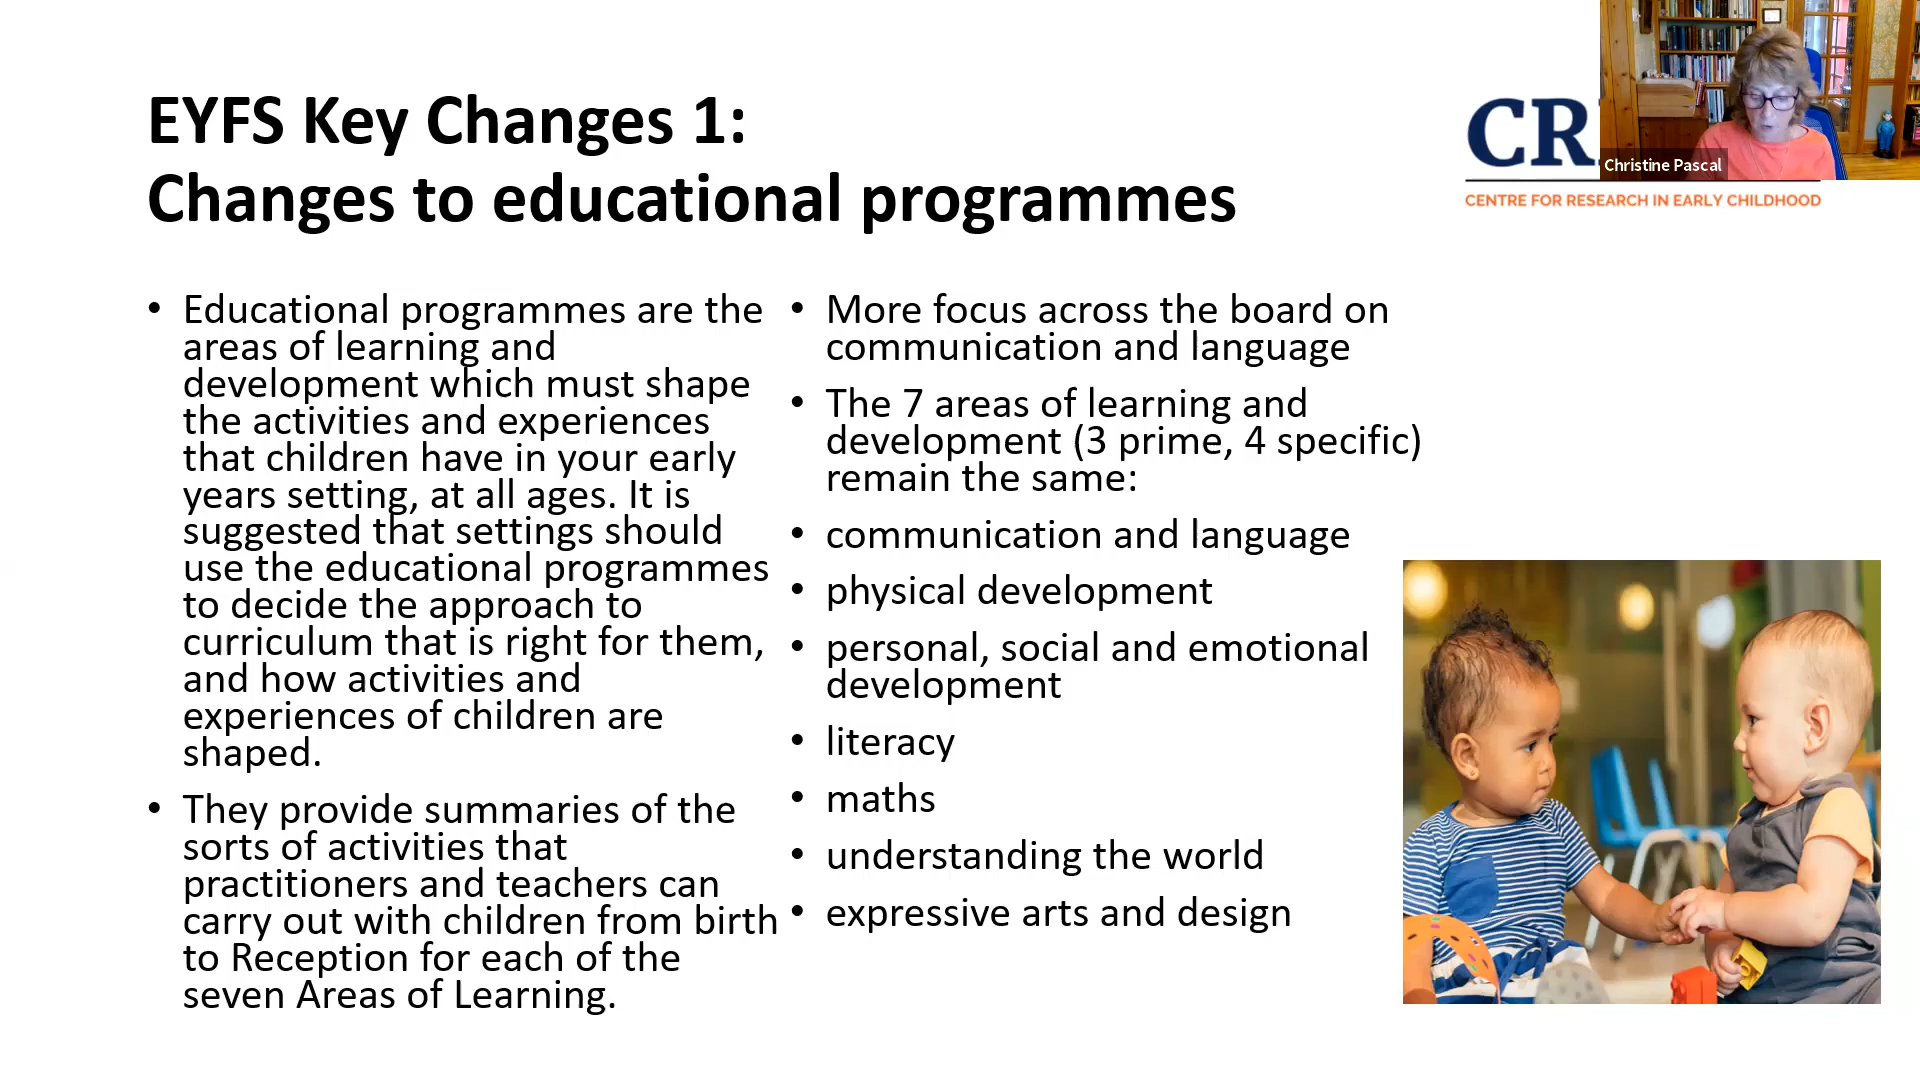 EYFS Key Changes 1:
Changes to educational programmes
CR
Christine Pascal
CENTRE FOR RESEARCH IN EARLY CHILDHOOD
• Educational programmes are the
areas of learning and
development which must shape
the activities and experiences
that children have in your early
years setting, at all ages. It is
suggested that settings should
use the educational programmes
to decide the approach to
curriculum that is right for them,
and how activities and
experiences of children are
shaped.
• They provide summaries of the
sorts of activities that
practitioners and teachers can
carry out with children from birth
to Reception for each of the
seven Areas of Learning.
• More focus across the board on
communication and language
• The 7 areas of learning and
development (3 prime, 4 specific)
remain the same:
• communication and language
• physical development
• personal, social and emotional
development
• literacy
• maths
• understanding the world
• expressive arts and design